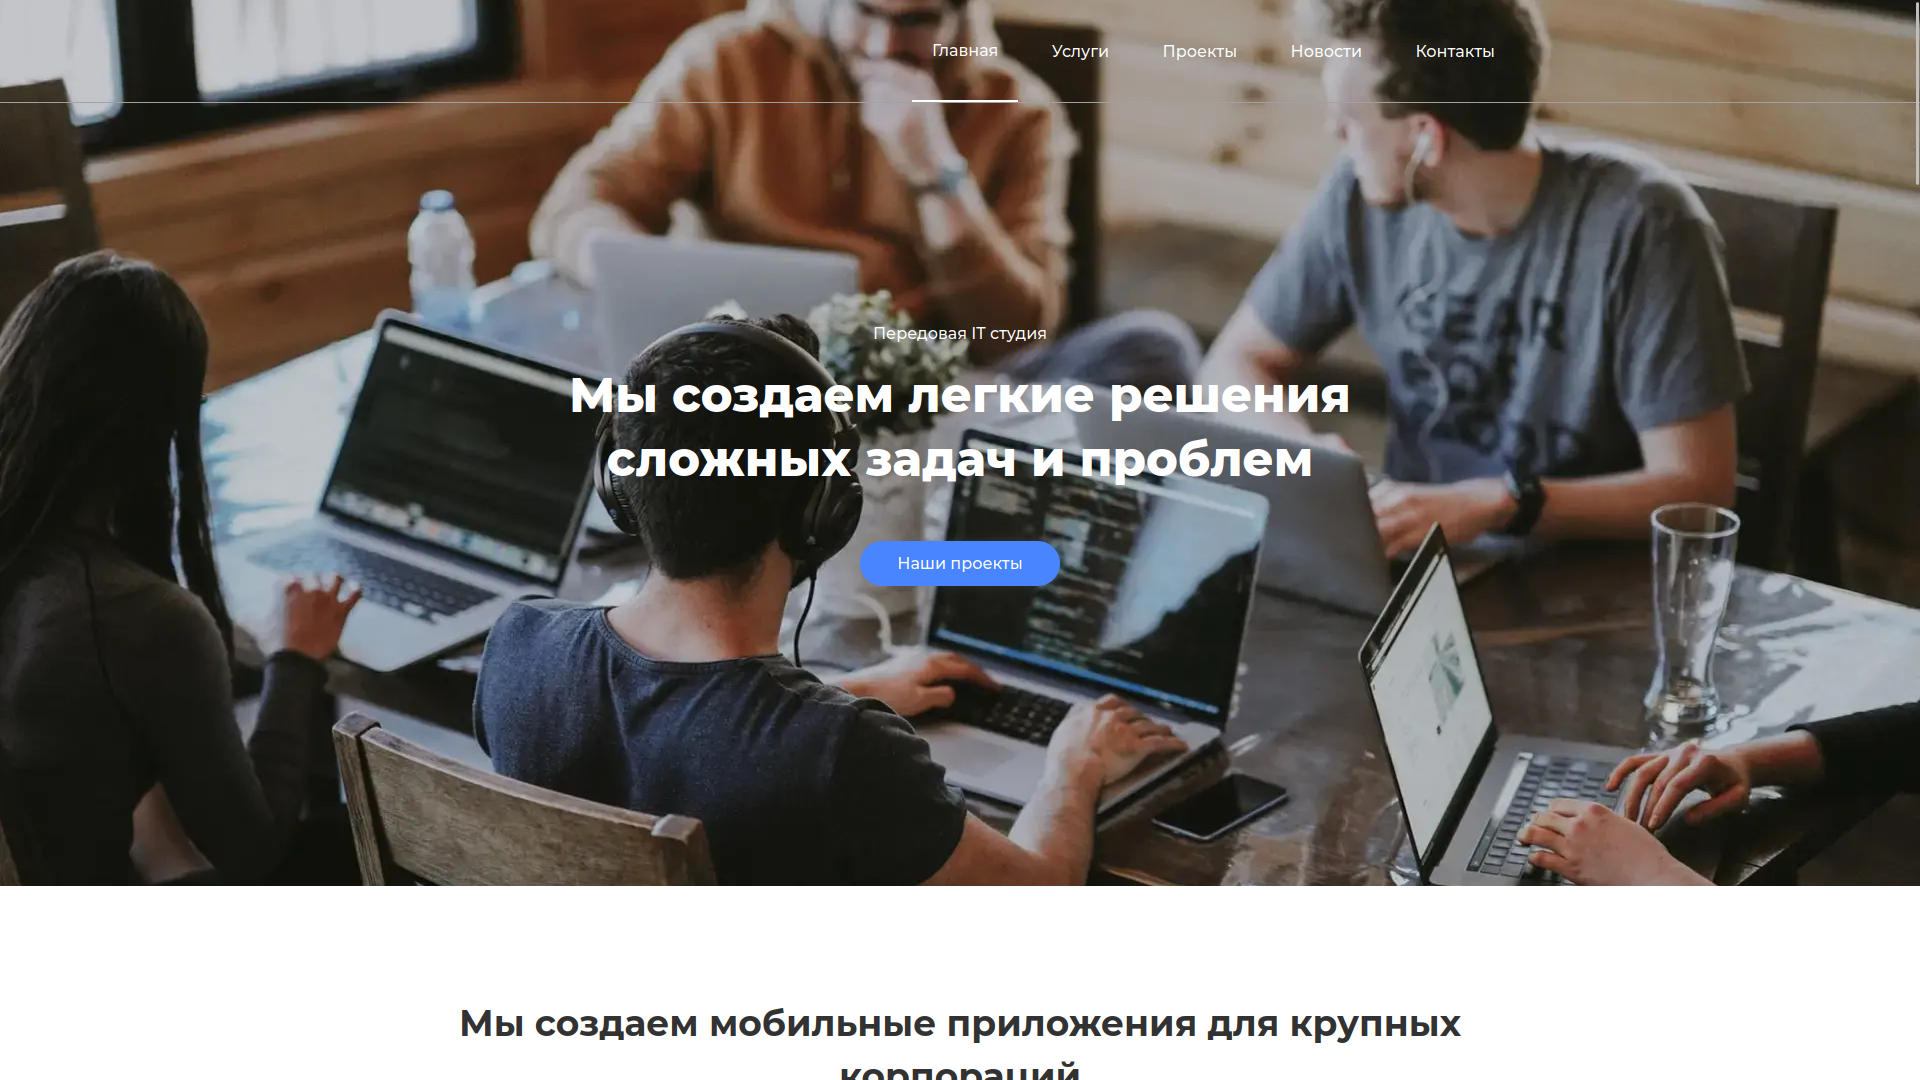 Главная Услуги Проекты Новости Контакты
Передовая IT студия
Мы создаем легкие решения
сложных задач и проблем
Наши проекты
Мы создаем мобильные приложения для крупных
корпораций